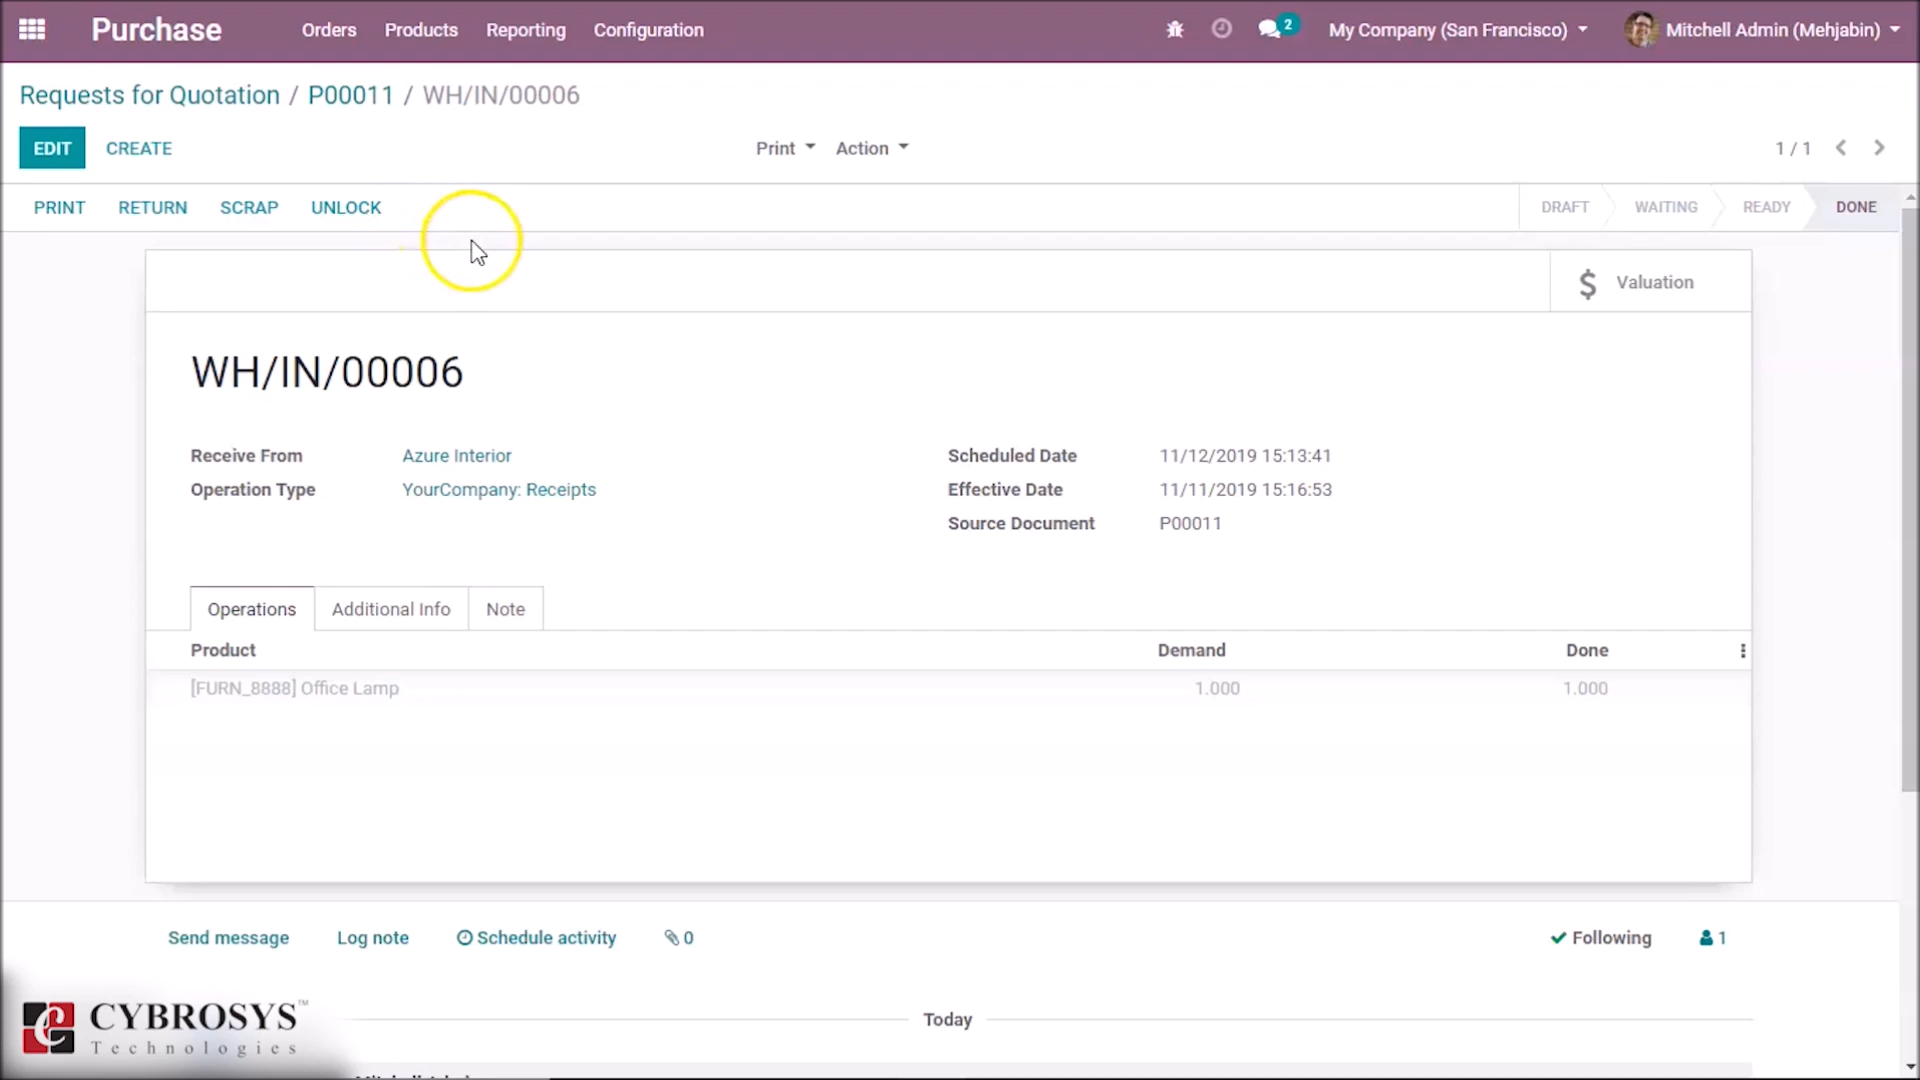 Purchase Orders Products Reporting Configuration 2 My Company (San Francisco) Mitchell Admin (Mehjabin)
Requests for Quotation / P00011 / WH/IN/00006
EDIT CREATE Print Action 1 / 1
PRINT RETURN SCRAP UNLOCK DRAFT WAITING READY DONE
$ Valuation
WH/IN/00006
Receive From Azure Interior Scheduled Date 11/12/2019 15:13:41
Operation Type YourCompany: Receipts Effective Date 11/11/2019 15:16:53
Source Document P00011
Operations Additional Info Note
Product Demand Done
[FURN_8888] Office Lamp 1.000 1.000
Send message Log note Schedule activity 0 Following 1
CYBROSYS™
Technologies
Today